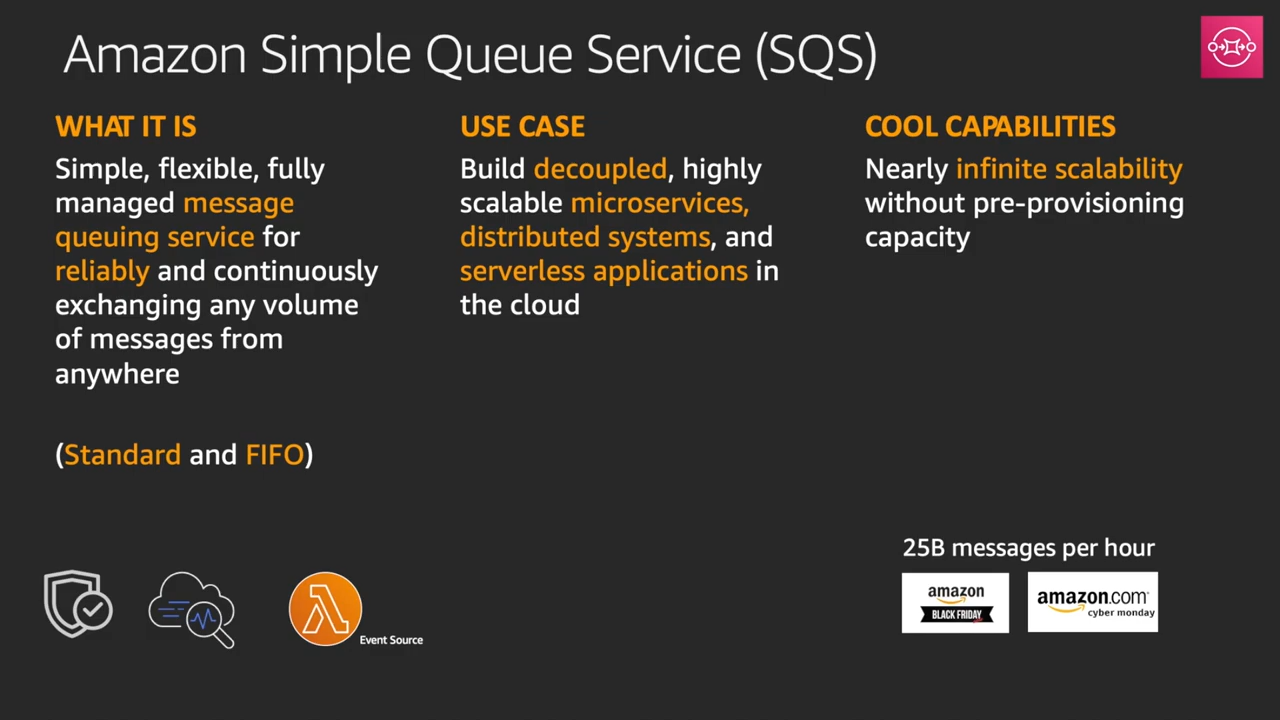 Amazon Simple Queue Service (SQS)
WHAT IT IS
Simple, flexible, fully
managed message
queuing service for
reliably and continuously
exchanging any volume
of messages from
anywhere
(Standard and FIFO)
USE CASE
Build decoupled, highly
scalable microservices,
distributed systems, and
serverless applications in
the cloud
COOL CAPABILITIES
Nearly infinite scalability
without pre-provisioning
capacity
Event Source
25B messages per hour
amazon
BLACK FRIDAY
amazon.com
cyber monday